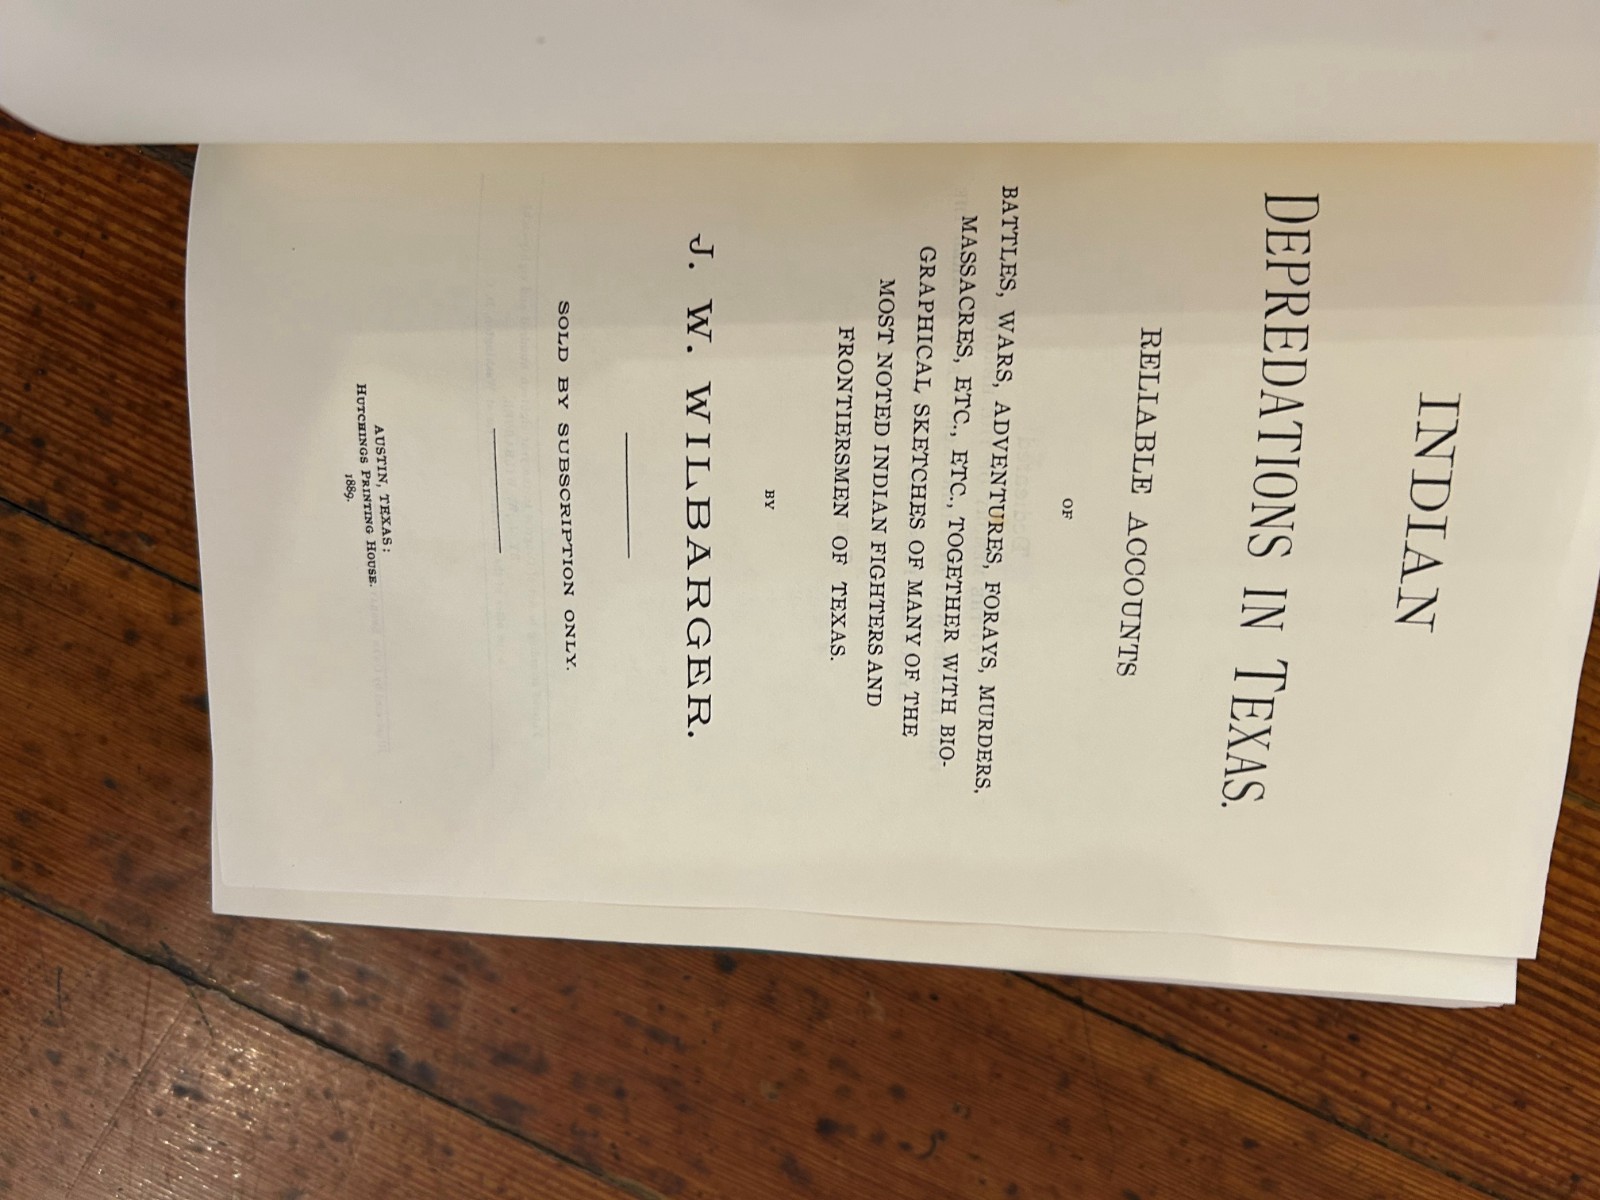 INDIAN
DEPREDATIONS IN TEXAS.
RELIABLE ACCOUNTS
OF
BATTLES, WARS, ADVENTURES, FORAYS, MURDERS,
MASSACRES, ETC., ETC., TOGETHER WITH BIO-
GRAPHICAL SKETCHES OF MANY OF THE
MOST NOTED INDIAN FIGHTERS AND
FRONTIERSMEN OF TEXAS.
BY
J. W. WILBARGER.
SOLD BY SUBSCRIPTION ONLY.
AUSTIN, TEXAS:
HUTCHINGS PRINTING HOUSE.
1889.